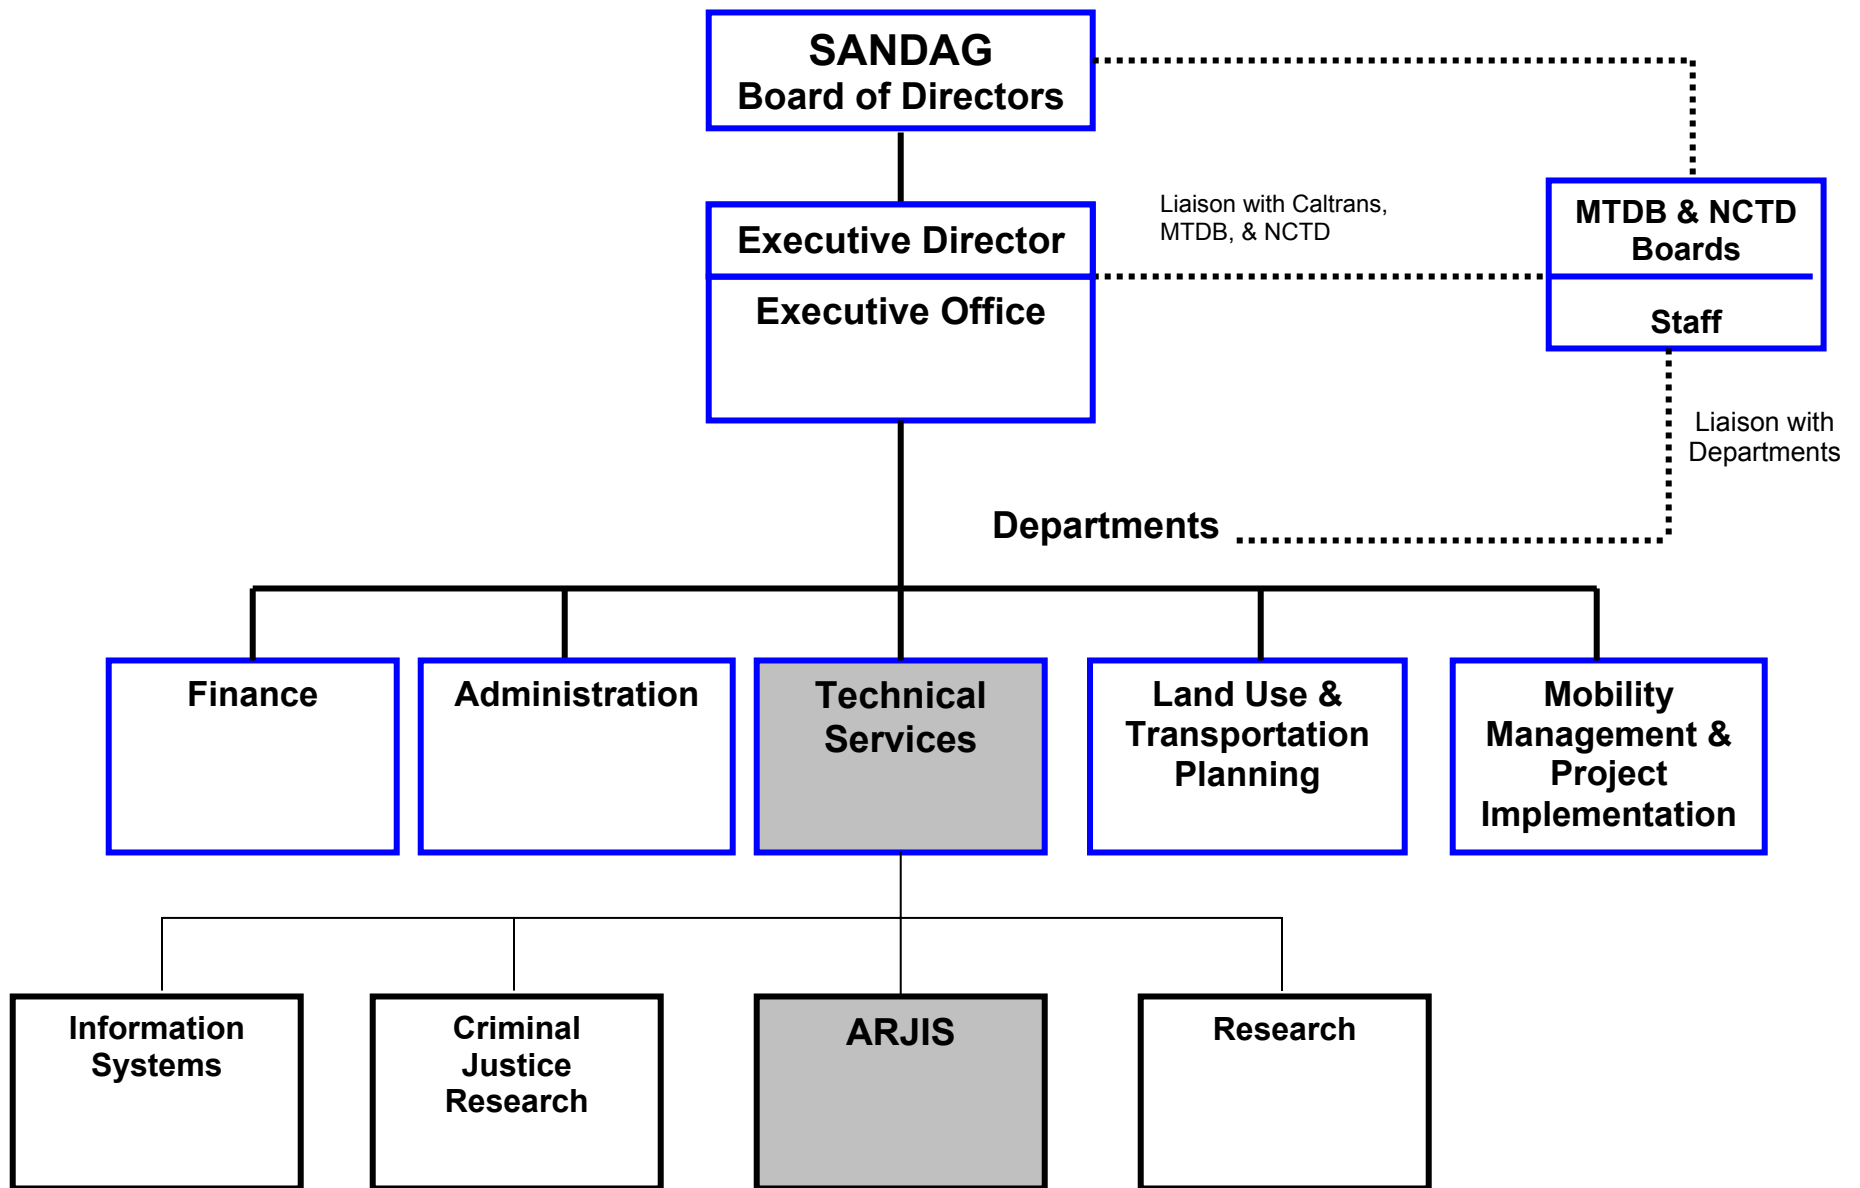 SANDAG
Board of Directors
Executive Director
Executive Office
Liaison with Caltrans,
MTDB, & NCTD
MTDB & NCTD
Boards
Staff
Liaison with
Departments
Departments
Finance
Administration
Technical
Services
Land Use &
Transportation
Planning
Mobility
Management &
Project
Implementation
Information
Systems
Criminal
Justice
Research
ARJIS
Research